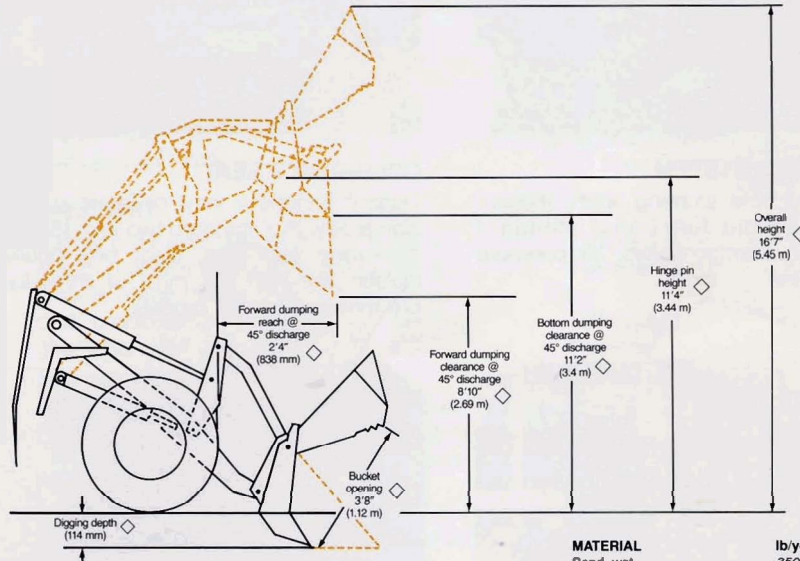 Overall
height
16'7"
(5.45 m)
Hinge pin
height
11'4"
(3.44 m)
Forward dumping
reach @
45° discharge
2'4"
(838 mm)
Bottom dumping
clearance @
45° discharge
11'2"
(3.4 m)
Forward dumping
clearance @
45° discharge
8'10"
(2.69 m)
Bucket
opening
3'8"
(1.12 m)
Digging depth
(114 mm)
MATERIAL lb/y